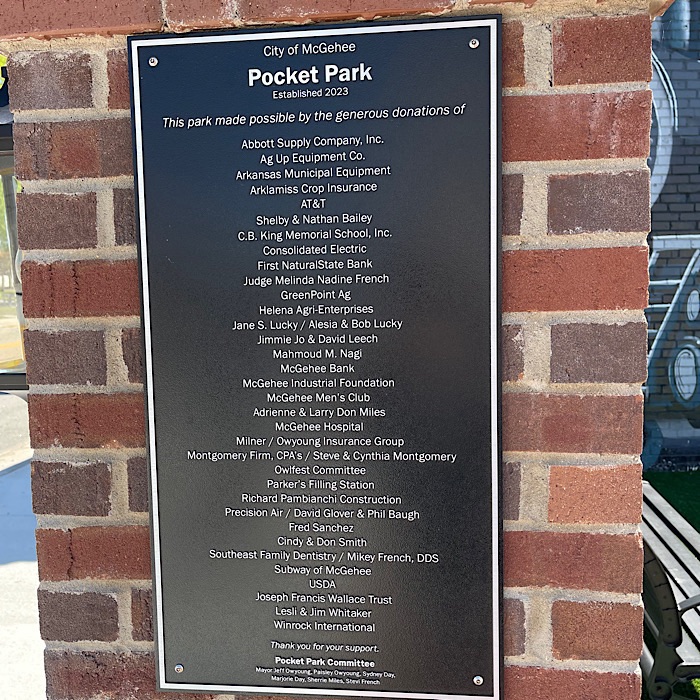 City of McGehee
Pocket Park
Established 2023
This park made possible by the generous donations of
Abbott Supply Company, Inc.
Ag Up Equipment Co.
Arkansas Municipal Equipment
Arklamiss Crop Insurance
AT&T
Shelby & Nathan Bailey
C.B. King Memorial School, Inc.
Consolidated Electric
First NaturalState Bank
Judge Melinda Nadine French
GreenPoint Ag
Helena Agri-Enterprises
Jane S. Lucky / Alesia & Bob Lucky
Jimmie Jo & David Leech
Mahmoud M. Nagi
McGehee Bank
McGehee Industrial Foundation
McGehee Men's Club
Adrienne & Larry Don Miles
McGehee Hospital
Milner / Owyoung Insurance Group
Montgomery Firm, CPA's / Steve & Cynthia Montgomery
Owlfest Committee
Parker's Filling Station
Richard Pambianchi Construction
Precision Air / David Glover & Phil Baugh
Fred Sanchez
Cindy & Don Smith
Southeast Family Dentistry / Mikey French, DDS
Subway of McGehee
USDA
Joseph Francis Wallace Trust
Lesli & Jim Whitaker
Winrock International
Thank you for your support.
Pocket Park Committee
Mayor Jeff Owyoung, Paisley Owyoung, Sydney Day,
Marjorie Day, Sherrie Miles, Stevi French